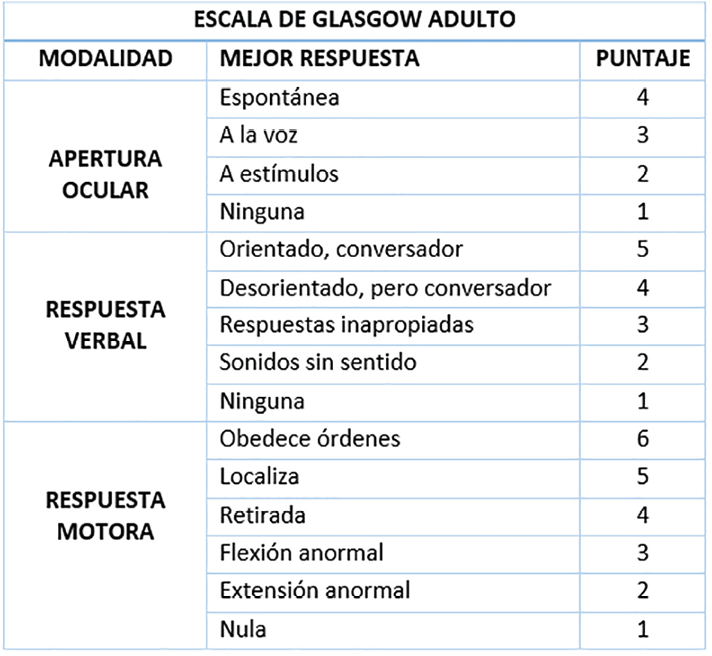 ESCALA DE GLASGOW ADULTO
MODALIDAD MEJOR RESPUESTA PUNTAJE
APERTURA
OCULAR
Espontánea 4
A la voz 3
A estímulos 2
Ninguna 1
RESPUESTA
VERBAL
Orientado, conversador 5
Desorientado, pero conversador 4
Respuestas inapropiadas 3
Sonidos sin sentido 2
Ninguna 1
RESPUESTA
MOTORA
Obedece órdenes 6
Localiza 5
Retirada 4
Flexión anormal 3
Extensión anormal 2
Nula 1